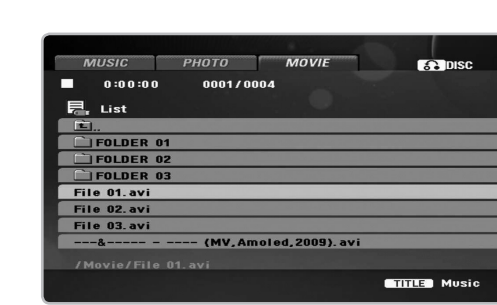 MUSIC PHOTO MOVIE DISC
0:00:00 0001/0004
List
..
FOLDER 01
FOLDER 02
FOLDER 03
File 01.avi
File 02.avi
File 03.avi
---&----- - ---- (MV,Amoled,2009).avi
/Movie/File 01.avi
TITLE Music